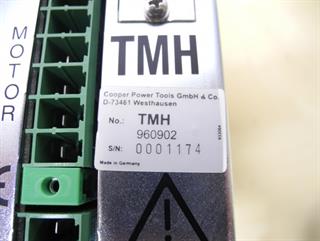 MOTOR
TMH
Cooper Power Tools GmbH & Co.
D-73461 Westhausen
No.: TMH
960902
S/N: 0001174
Made in Germany